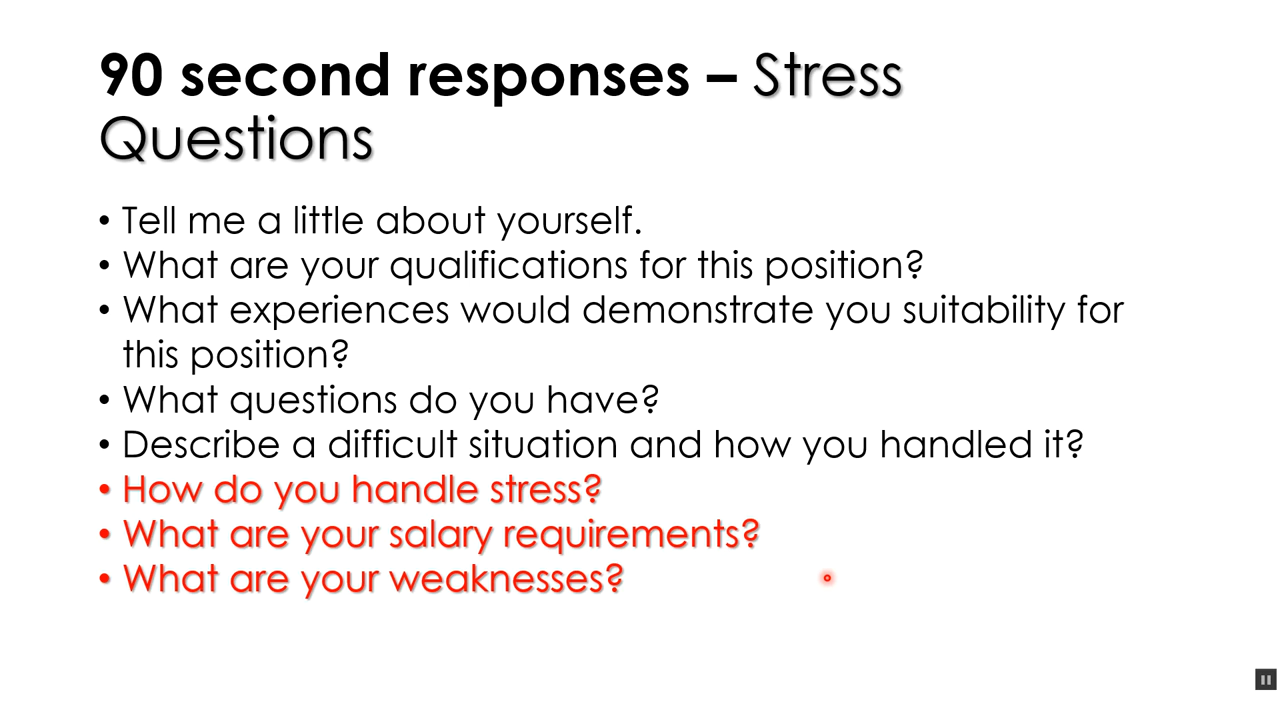 90 second responses – Stress
Questions
• Tell me a little about yourself.
• What are your qualifications for this position?
• What experiences would demonstrate you suitability for
this position?
• What questions do you have?
• Describe a difficult situation and how you handled it?
• How do you handle stress?
• What are your salary requirements?
• What are your weaknesses?